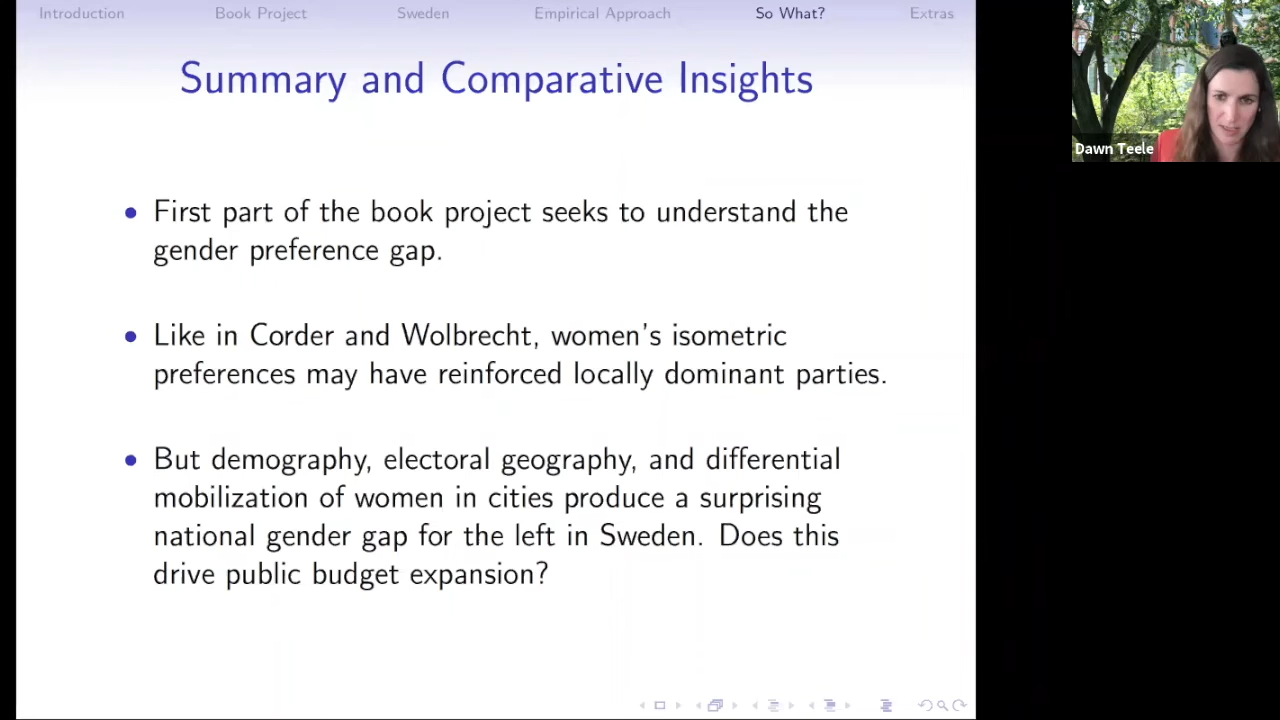 Introduction Book Project Sweden Empirical Approach So What? Extras
Summary and Comparative Insights
Dawn Teele
• First part of the book project seeks to understand the
gender preference gap.
• Like in Corder and Wolbrecht, women's isometric
preferences may have reinforced locally dominant parties.
• But demography, electoral geography, and differential
mobilization of women in cities produce a surprising
national gender gap for the left in Sweden. Does this
drive public budget expansion?